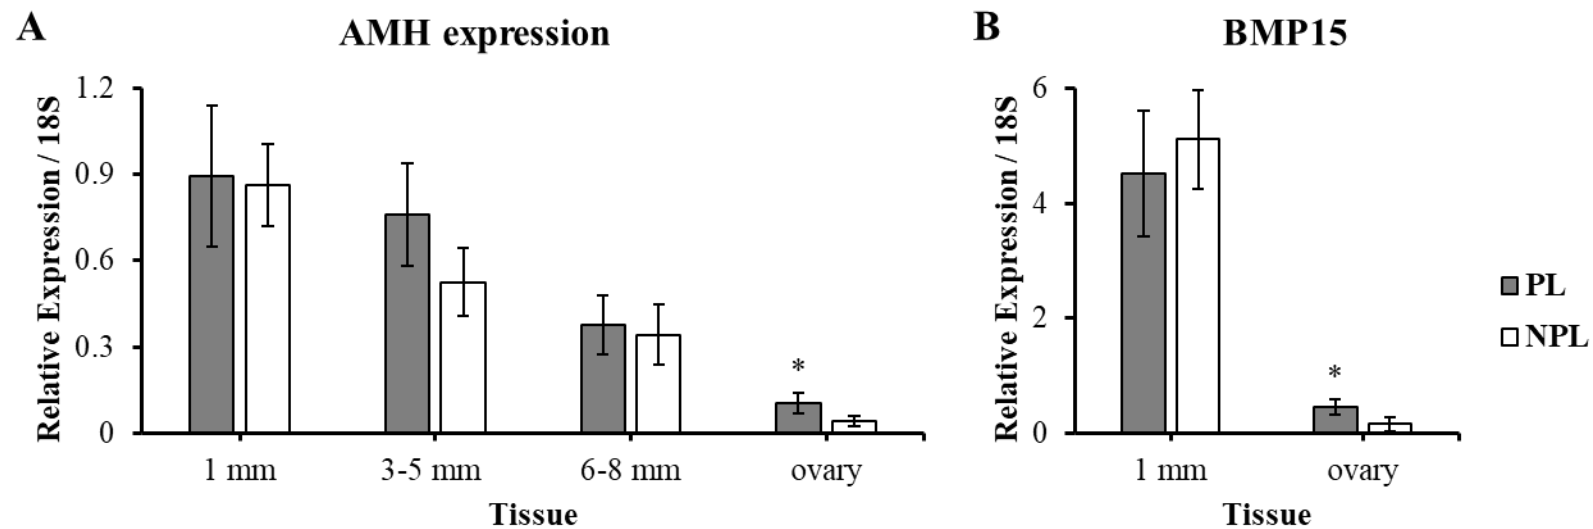 A
AMH expression
Relative Expression / 18S
1.2
0.9
0.6
0.3
0
*
1 mm
3-5 mm
6-8 mm
ovary
Tissue
B
BMP15
Relative Expression / 18S
6
4
2
0
*
1 mm
ovary
Tissue
PL
NPL